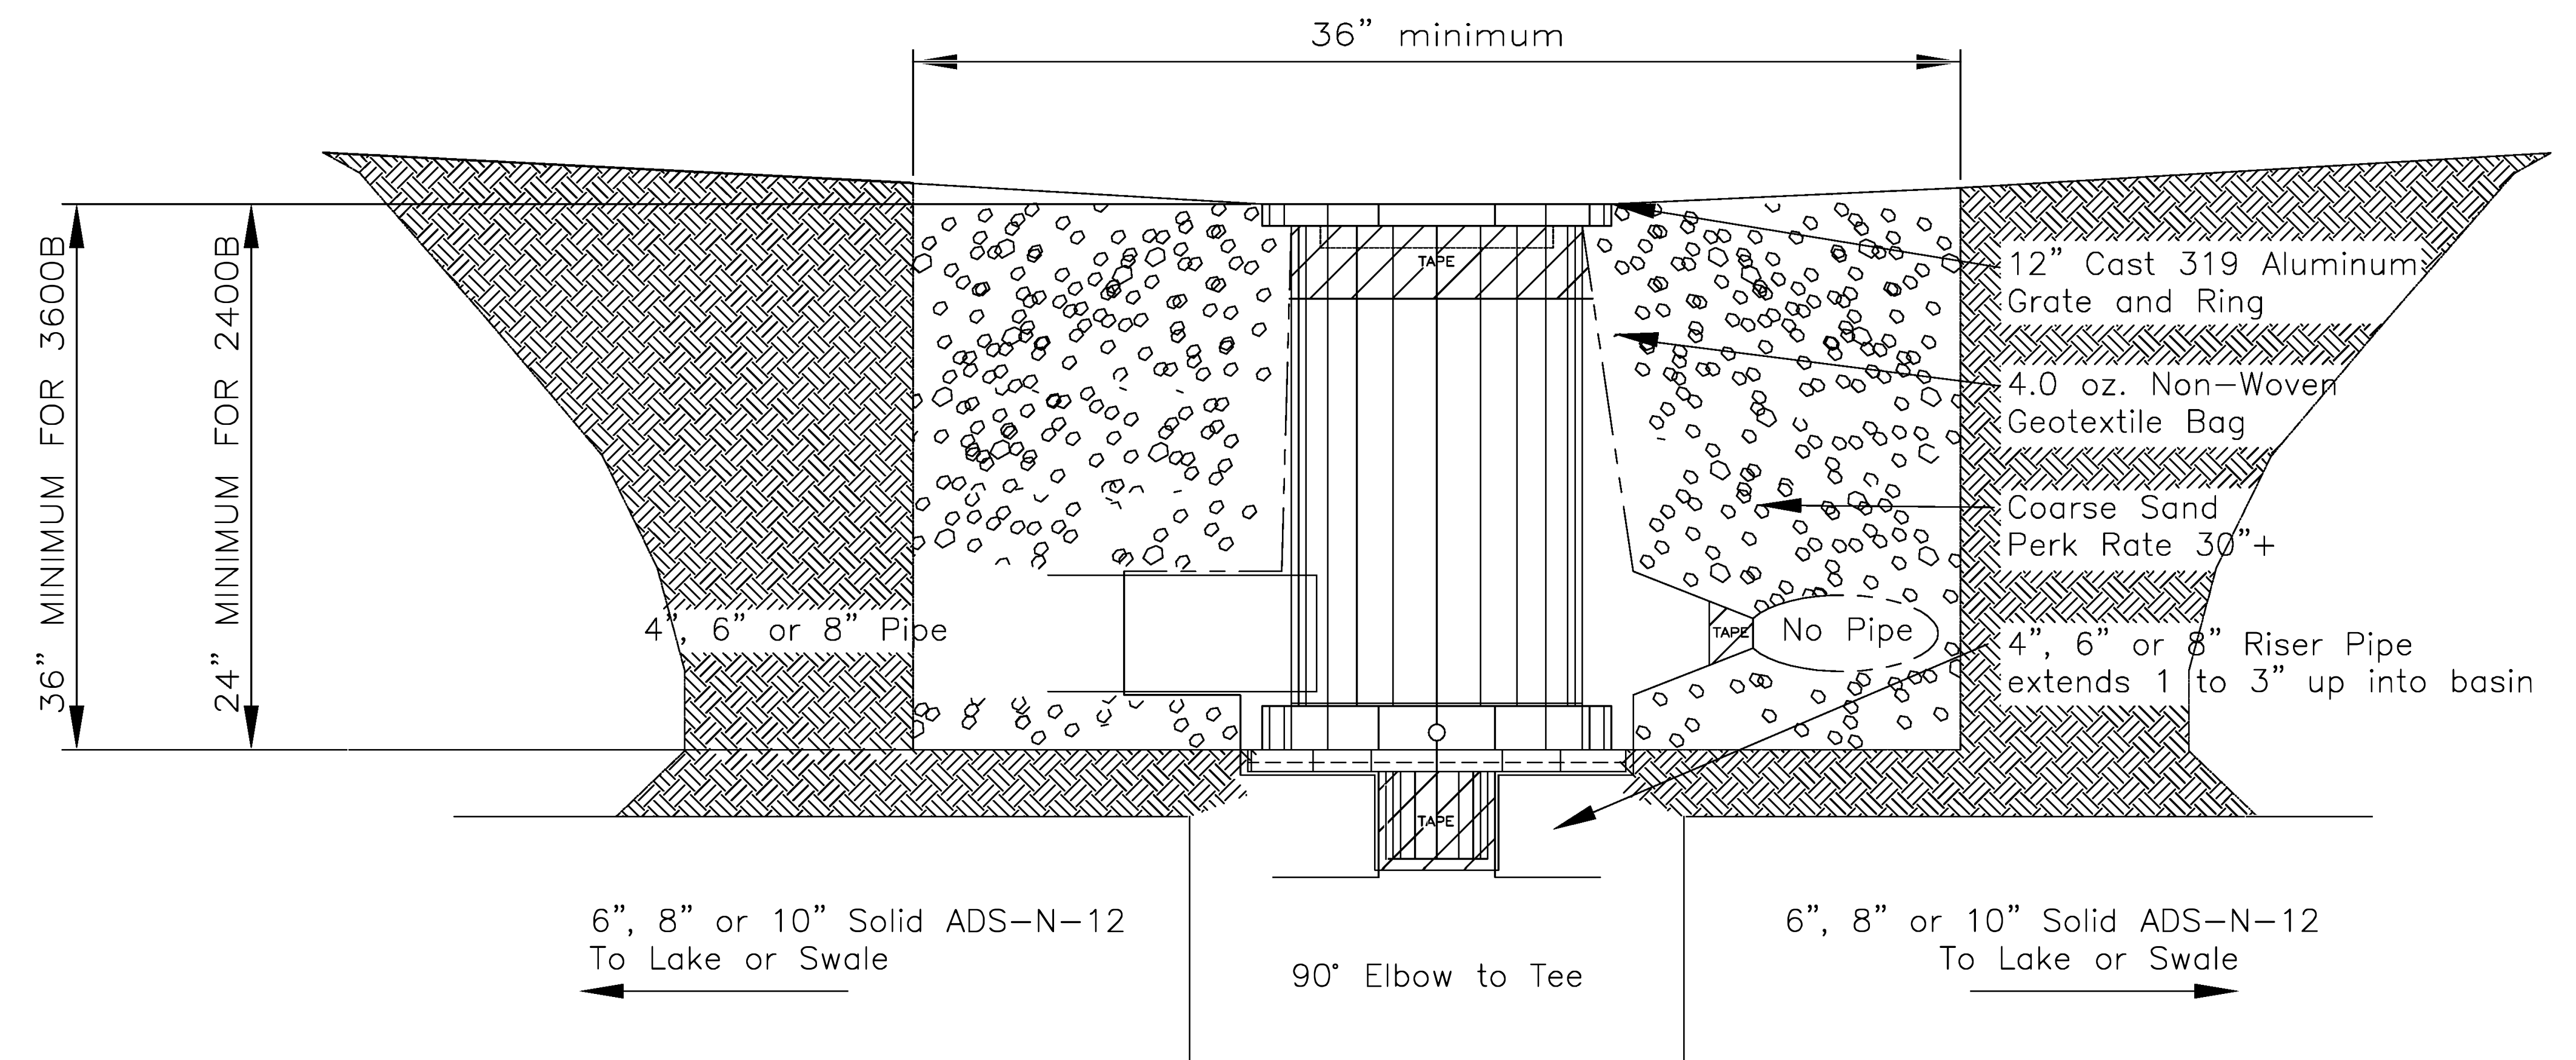 36” minimum
36” MINIMUM FOR 3600B
24” MINIMUM FOR 2400B
TAPE
12” Cast 319 Aluminum
Grate and Ring
4.0 oz. Non-Woven
Geotextile Bag
Coarse Sand
Perk Rate 30”+
4”, 6” or 8” Pipe
TAPE
No Pipe
4”, 6” or 8” Riser Pipe
extends 1 to 3” up into basin
TAPE
6”, 8” or 10” Solid ADS-N-12
To Lake or Swale
90° Elbow to Tee
6”, 8” or 10” Solid ADS-N-12
To Lake or Swale